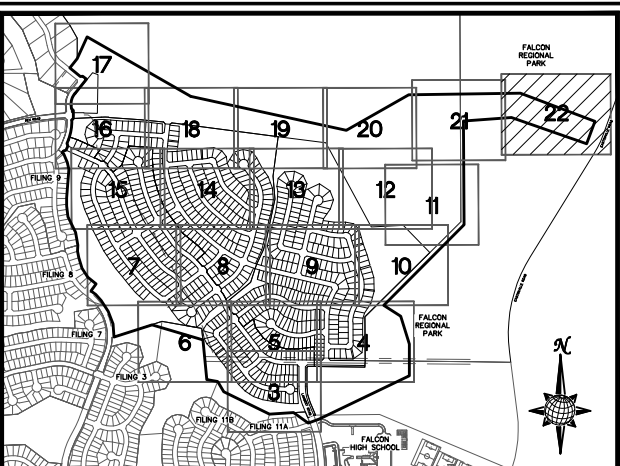 FALCON
REGIONAL
PARK
17
22
16
18
19
20
21
FILING 9
15
14
13
12
11
7
8
9
10
FILING 8
FALCON
REGIONAL
PARK
FILING 7
6
5
4
N
FILING 3
3
FILING 11B
FILING 11A
FALCON
HIGH SCHOOL